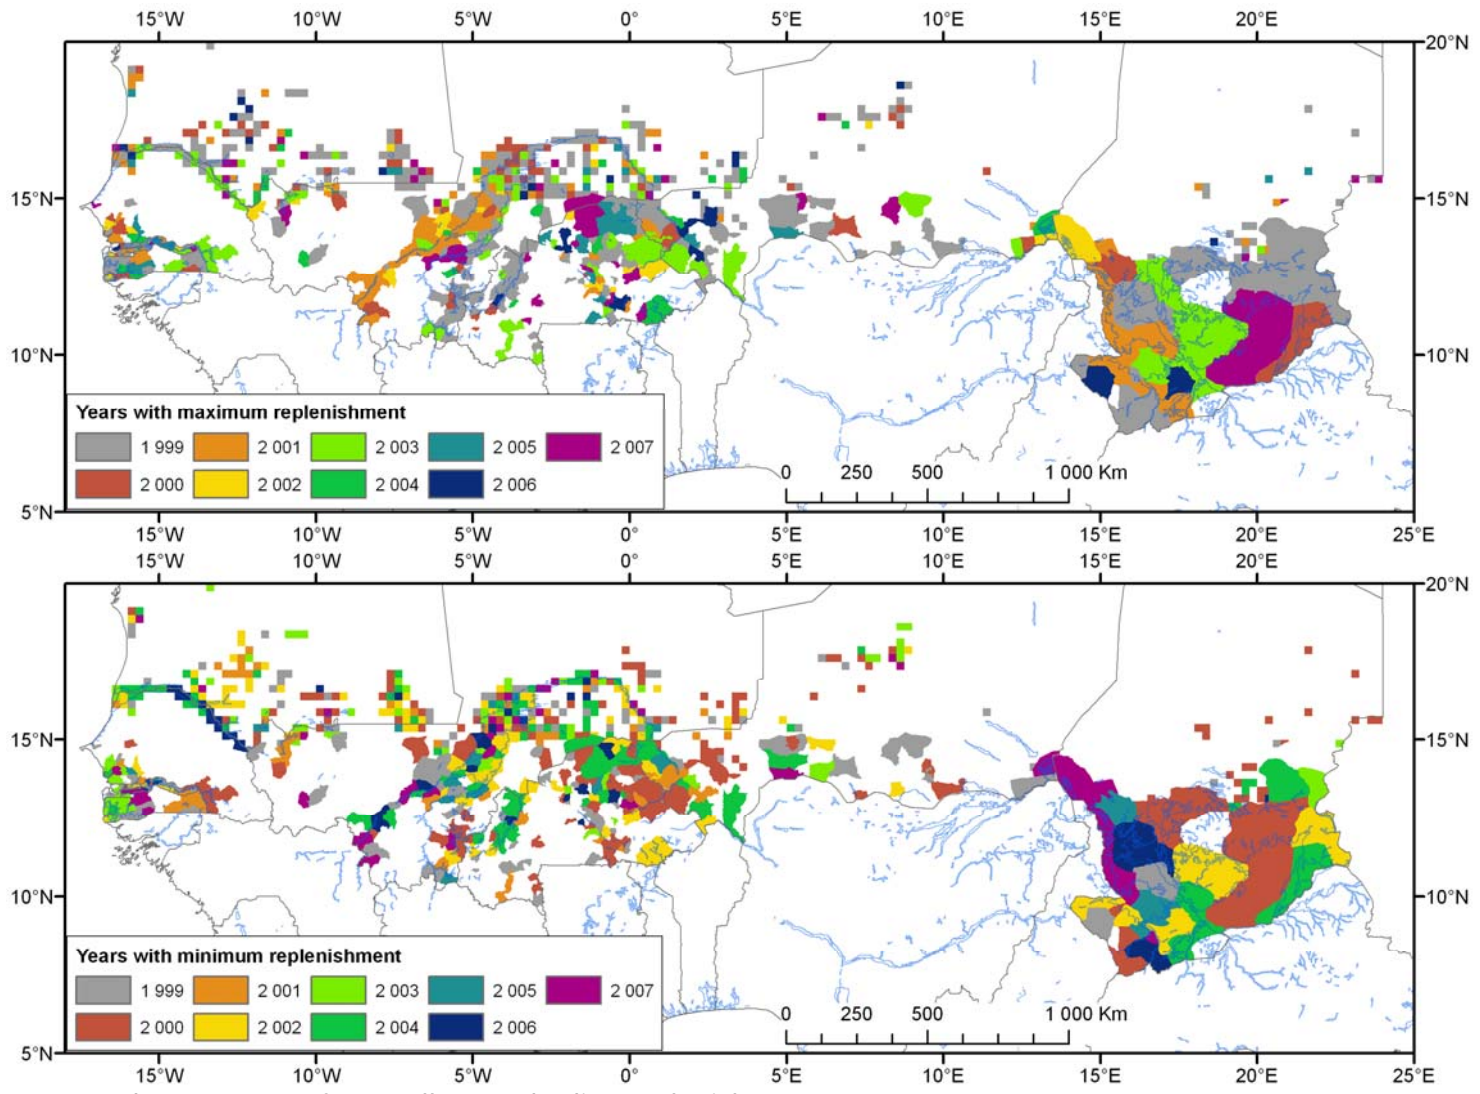 15°W 10°W 5°W 0° 5°E 10°E 15°E 20°E
20°N 15°N 15°N 10°N 10°N 5°N
Years with maximum replenishment
1 999 2 001 2 003 2 005 2 007
2 000 2 002 2 004 2 006
0 250 500 1 000 Km
15°W 10°W 5°W 0° 5°E 10°E 15°E 20°E 25°E
15°W 10°W 5°W 0° 5°E 10°E 15°E 20°E
20°N 15°N 15°N 10°N 10°N 5°N
Years with minimum replenishment
1 999 2 001 2 003 2 005 2 007
2 000 2 002 2 004 2 006
0 250 500 1 000 Km
15°W 10°W 5°W 0° 5°E 10°E 15°E 20°E 25°E